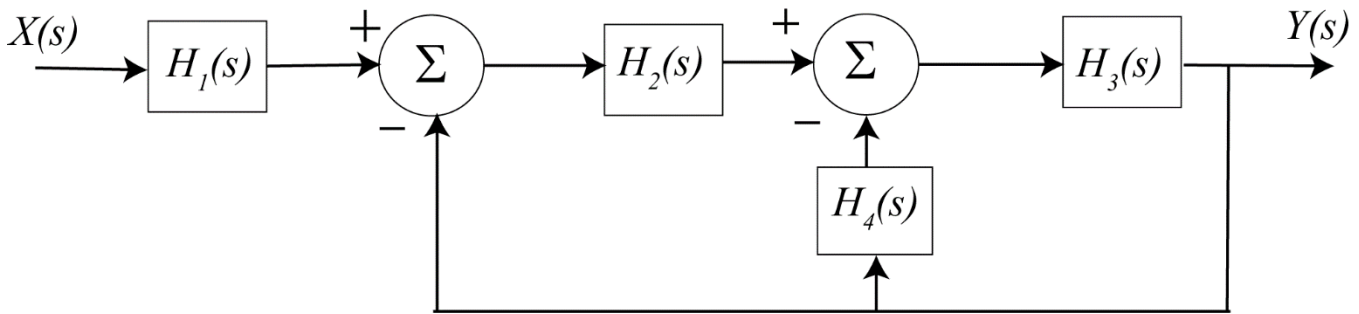 X(s)
H₁(s)
+
−
Σ
H₂(s)
+
−
Σ
H₄(s)
H₃(s)
Y(s)